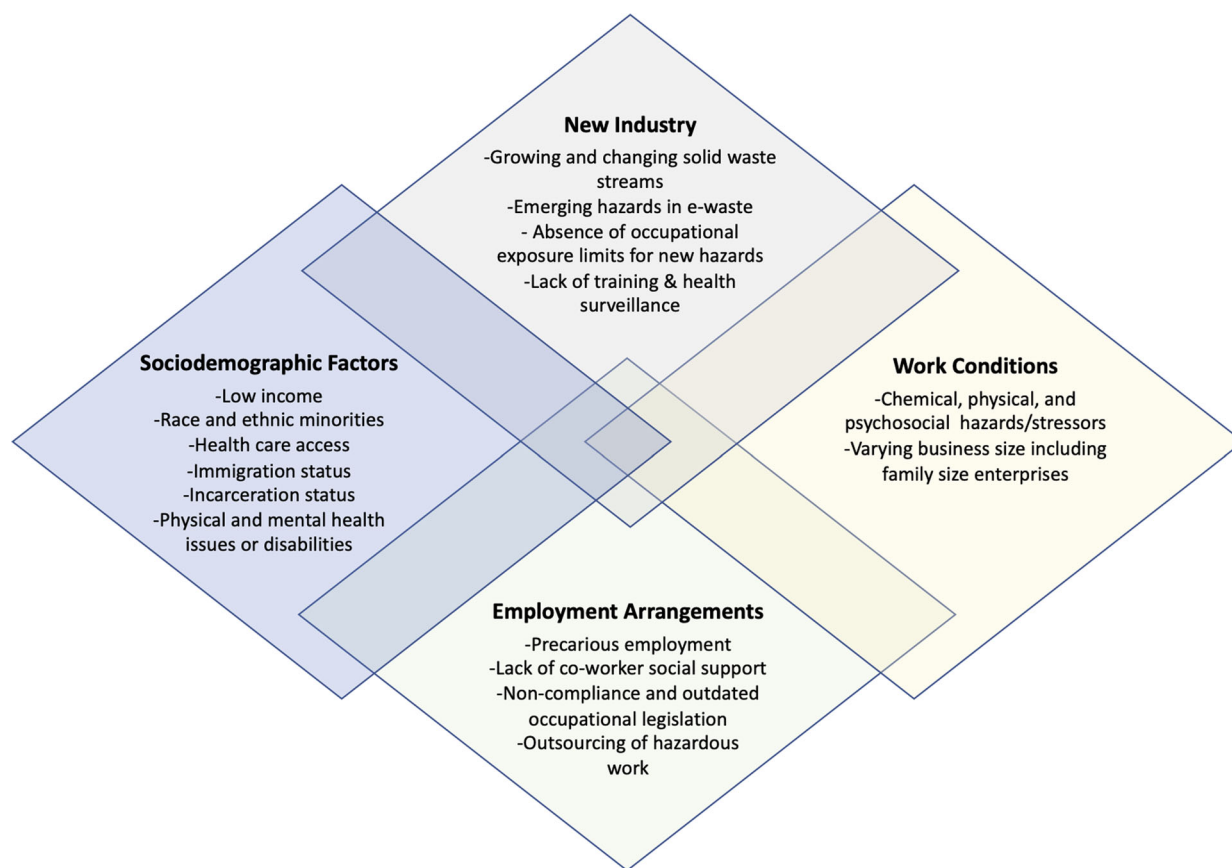 New Industry
-Growing and changing solid waste
streams
-Emerging hazards in e-waste
- Absence of occupational
exposure limits for new hazards
-Lack of training & health
surveillance
Sociodemographic Factors
-Low income
-Race and ethnic minorities
-Health care access
-Immigration status
-Incarceration status
-Physical and mental health
issues or disabilities
Work Conditions
-Chemical, physical, and
psychosocial hazards/stressors
-Varying business size including
family size enterprises
Employment Arrangements
-Precarious employment
-Lack of co-worker social support
-Non-compliance and outdated
occupational legislation
-Outsourcing of hazardous
work